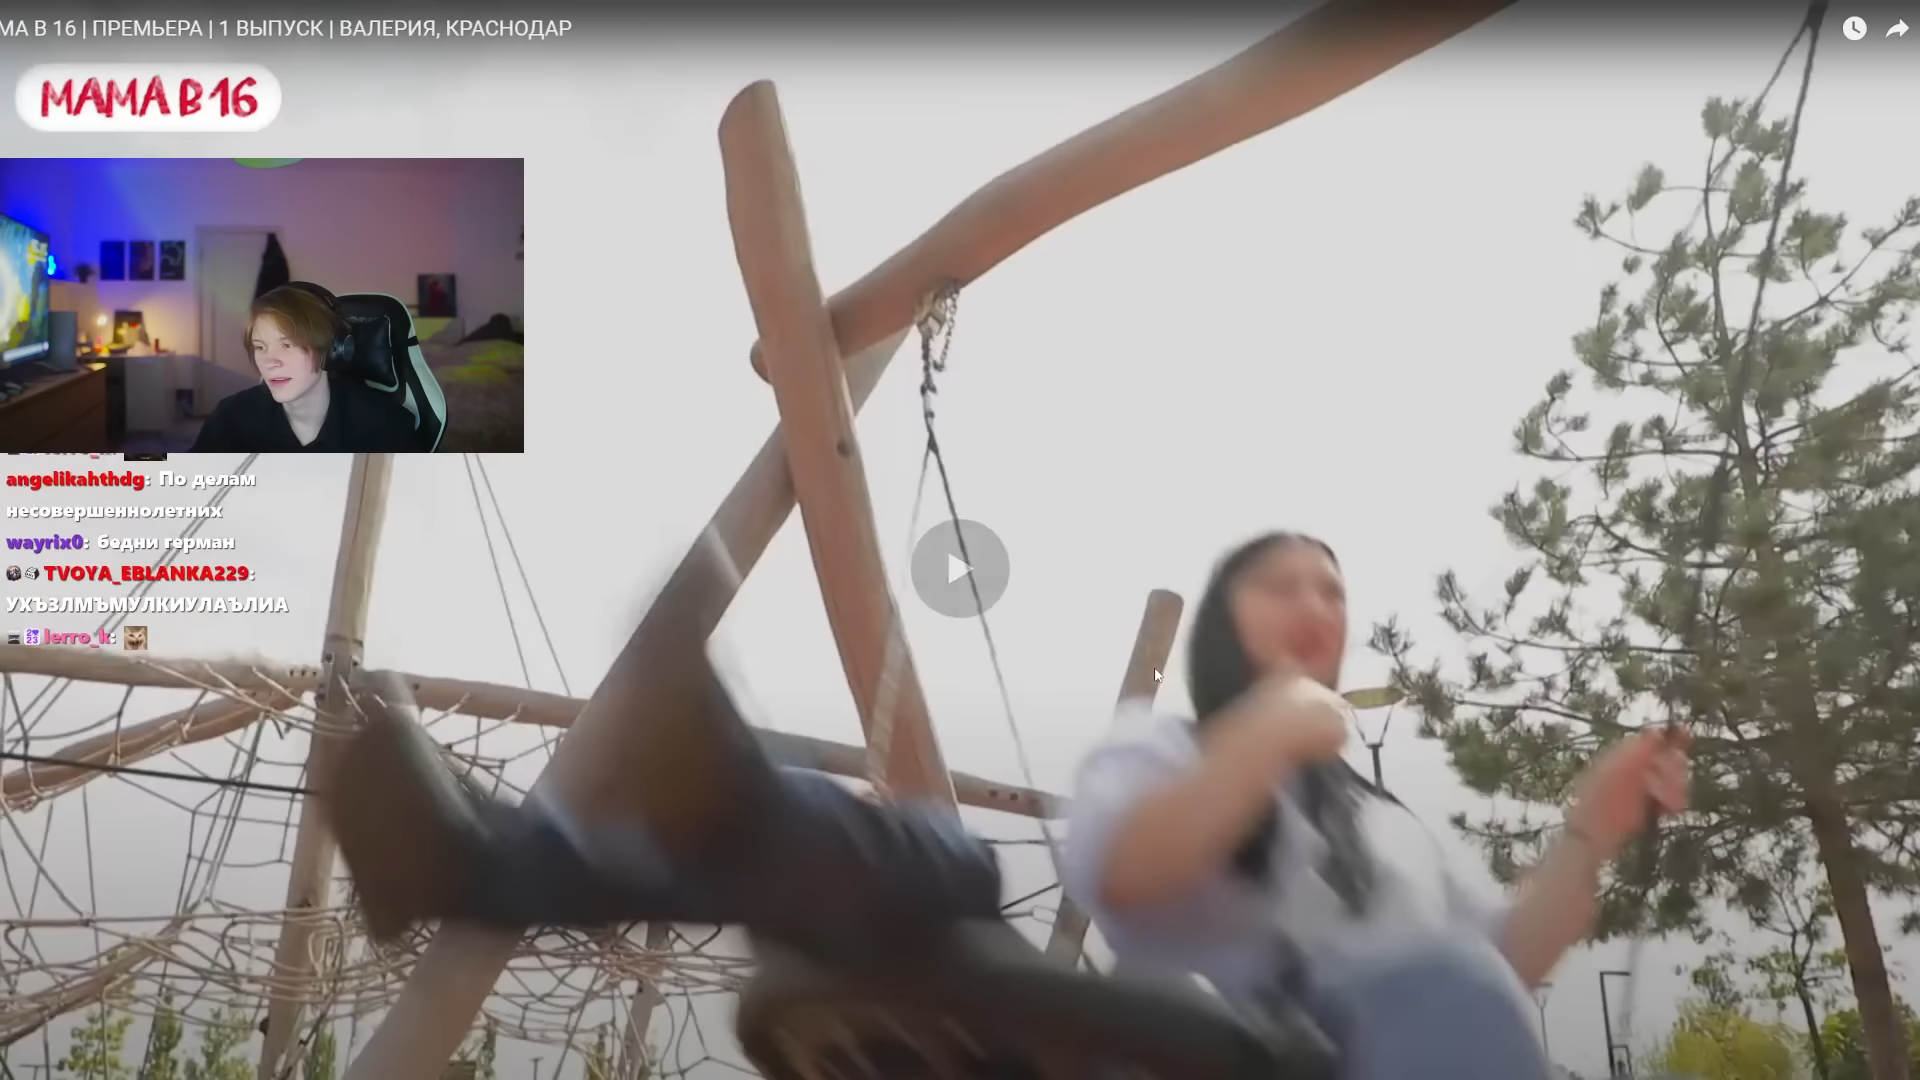 МА В 16 | ПРЕМЬЕРА | 1 ВЫПУСК | ВАЛЕРИЯ, КРАСНОДАР
МАМА В 16
angelikahthdg: По делам
несовершеннолетних
wayrix0: бедни герман
TVOYA_EBLANKA229:
УХЪЗЛМЪМУЛКИУЛАЪЛИА
lerro_k: